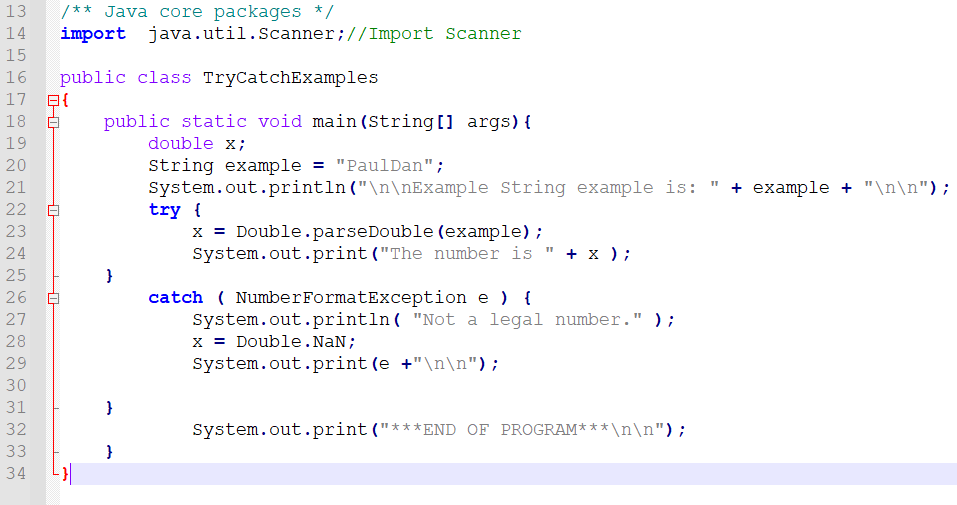 13 /** Java core packages */
14 import  java.util.Scanner;//Import Scanner
15
16 public class TryCatchExamples
17 {
18     public static void main(String[] args){
19         double x;
20         String example = "PaulDan";
21         System.out.println("\n\nExample String example is: " + example + "\n\n");
22         try {
23             x = Double.parseDouble(example);
24             System.out.print("The number is " + x );
25     }
26         catch ( NumberFormatException e ) {
27             System.out.println( "Not a legal number." );
28             x = Double.NaN;
29             System.out.print(e +"\n\n");
30
31     }
32             System.out.print("***END OF PROGRAM***\n\n");
33     }
34 }